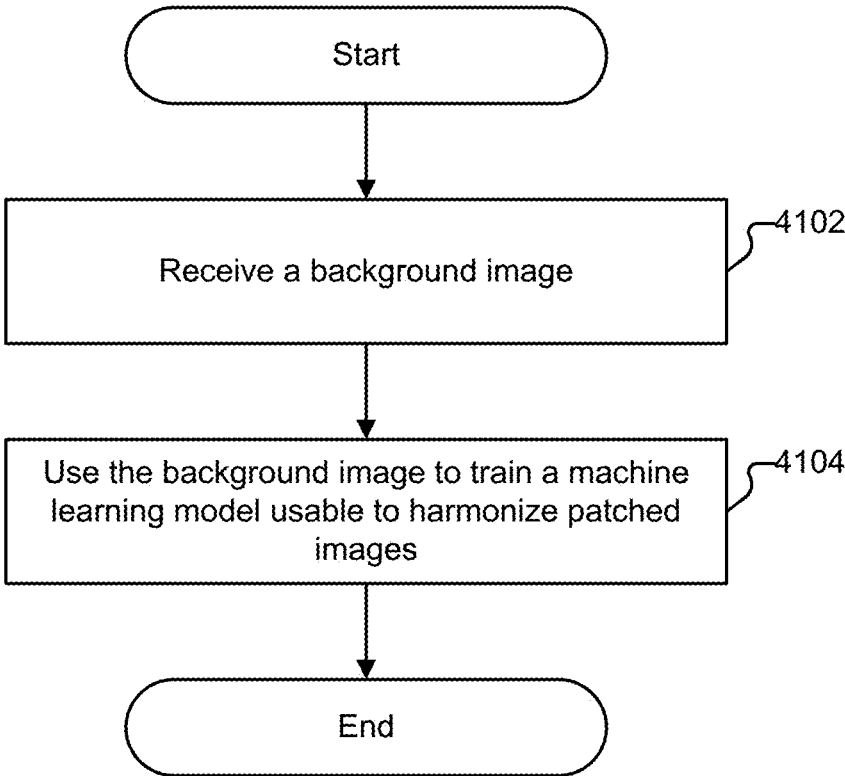 Start
4102
Receive a background image
4104
Use the background image to train a machine
learning model usable to harmonize patched
images
End